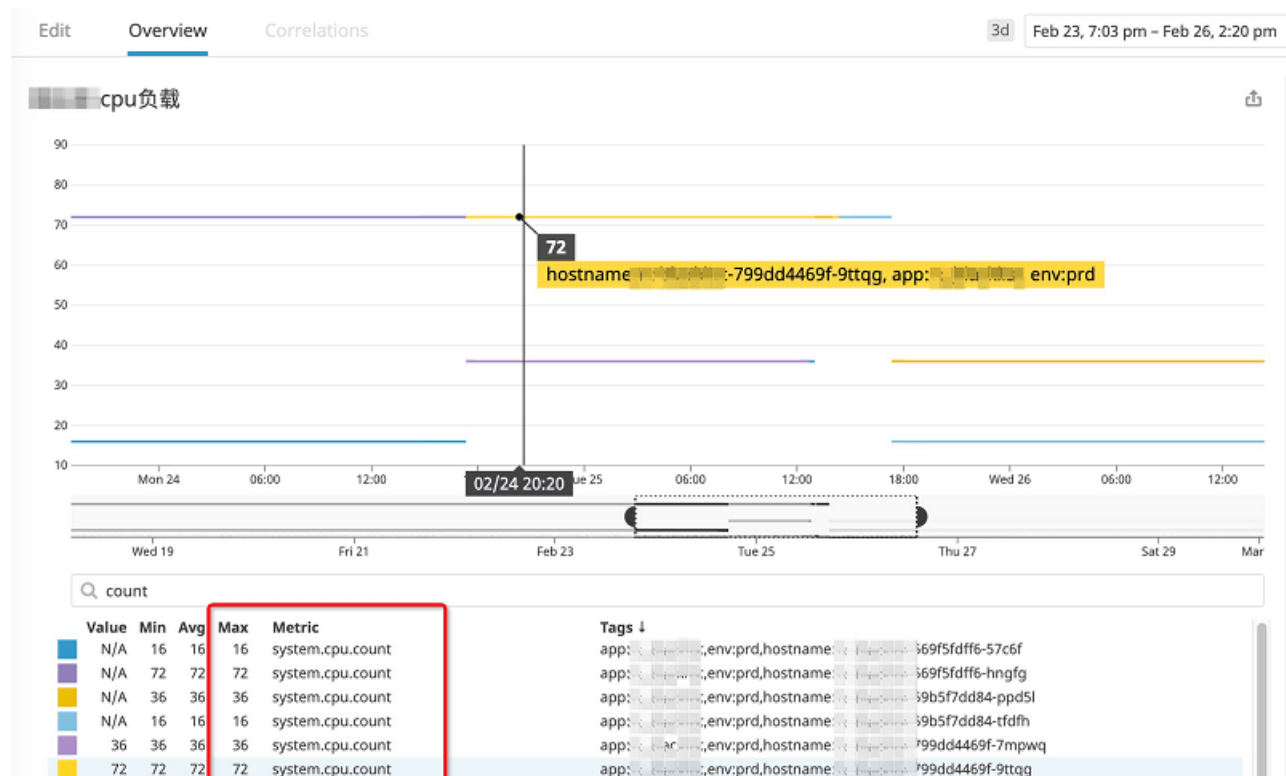 Edit Overview Correlations 3d Feb 23, 7:03 pm – Feb 26, 2:20 pm
cpu负载
90
80
70
60
50
40
30
20
10
72
hostname -799dd4469f-9ttqg, app: env:prd
Mon 24 06:00 12:00 02/24 20:20 ue 25 06:00 12:00 18:00 Wed 26 06:00 12:00
Wed 19 Fri 21 Feb 23 Tue 25 Thu 27 Sat 29 Mar
count
Value Min Avg Max Metric Tags ↓
N/A 16 16 16 system.cpu.count app: ,env:prd,hostname: 569f5fdff6-57c6f
N/A 72 72 72 system.cpu.count app: ,env:prd,hostname: 569f5fdff6-hngfg
N/A 36 36 36 system.cpu.count app: ,env:prd,hostname: 59b5f7dd84-ppd5l
N/A 16 16 16 system.cpu.count app: ,env:prd,hostname: 59b5f7dd84-tfdfh
36 36 36 36 system.cpu.count app: ,env:prd,hostname: 799dd4469f-7mpwq
72 72 72 72 system.cpu.count app: ,env:prd,hostname: 799dd4469f-9ttqg